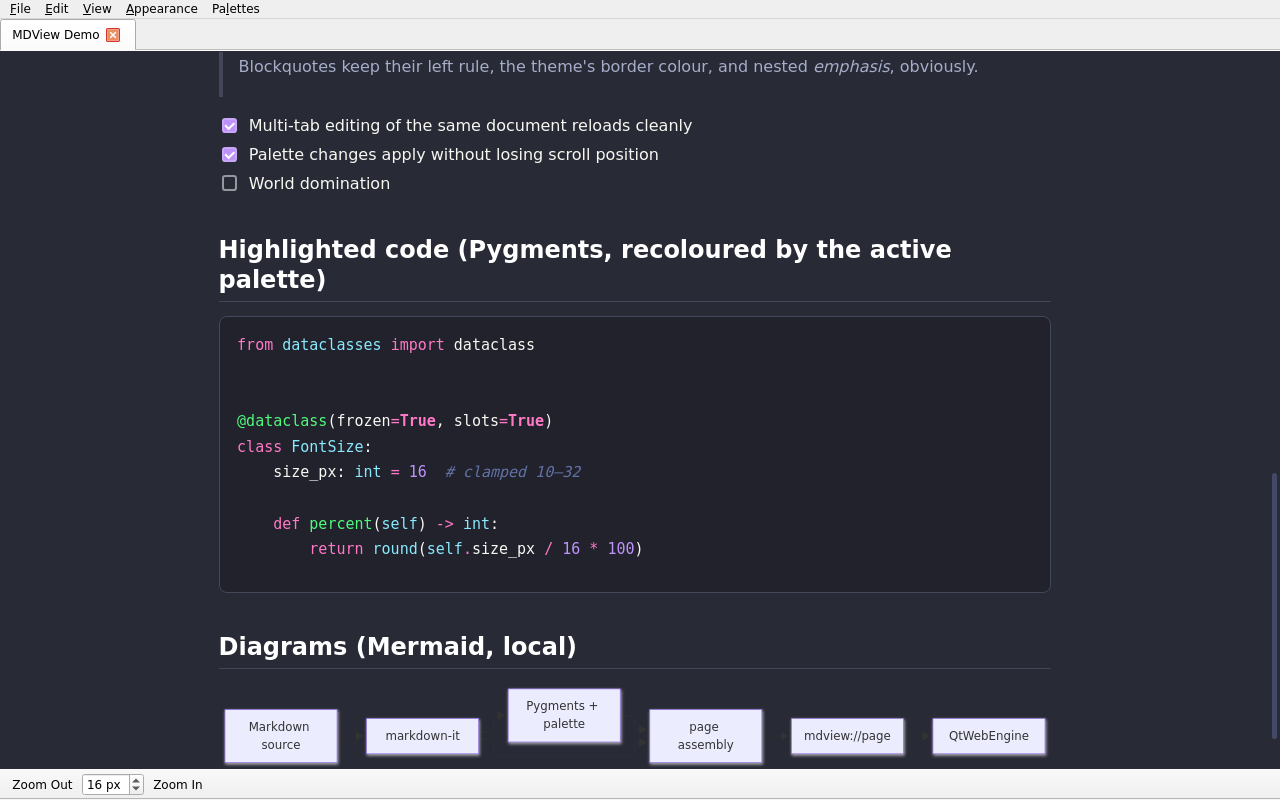 File Edit View Appearance Palettes
MDView Demo
Blockquotes keep their left rule, the theme's border colour, and nested emphasis, obviously.
Multi-tab editing of the same document reloads cleanly
Palette changes apply without losing scroll position
World domination
Highlighted code (Pygments, recoloured by the active
palette)
from dataclasses import dataclass
@dataclass(frozen=True, slots=True)
class FontSize:
    size_px: int = 16  # clamped 10–32
    def percent(self) -> int:
        return round(self.size_px / 16 * 100)
Diagrams (Mermaid, local)
Markdown
source
markdown-it
Pygments +
palette
page
assembly
mdview://page
QtWebEngine
Zoom Out 16 px Zoom In